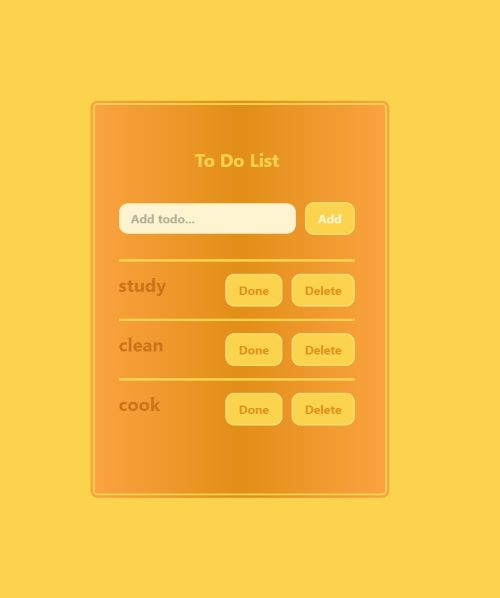 To Do List
Add todo... Add
study Done Delete
clean Done Delete
cook Done Delete